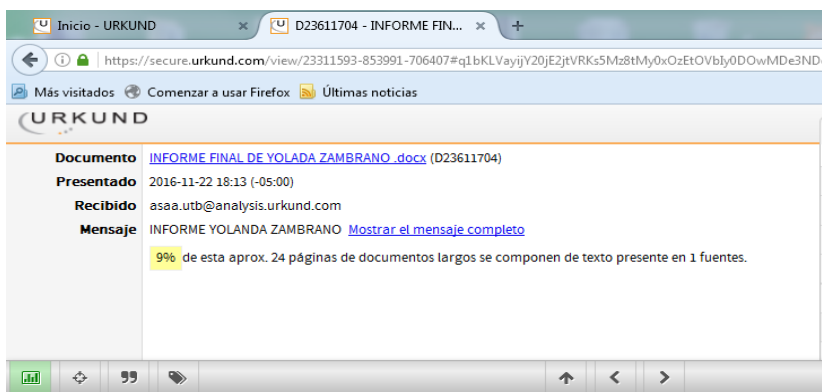 Inicio - URKUND
D23611704 - INFORME FIN...
https://secure.urkund.com/view/23311593-853991-706407#q1bKLVayijY20jE2jtVRKs5Mz8tMy0xOzEtOVbIy0DOwMDe3ND
Más visitados Comenzar a usar Firefox Últimas noticias
URKUND
Documento INFORME FINAL DE YOLADA ZAMBRANO .docx (D23611704)
Presentado 2016-11-22 18:13 (-05:00)
Recibido asaa.utb@analysis.urkund.com
Mensaje INFORME YOLANDA ZAMBRANO Mostrar el mensaje completo
9% de esta aprox. 24 páginas de documentos largos se componen de texto presente en 1 fuentes.